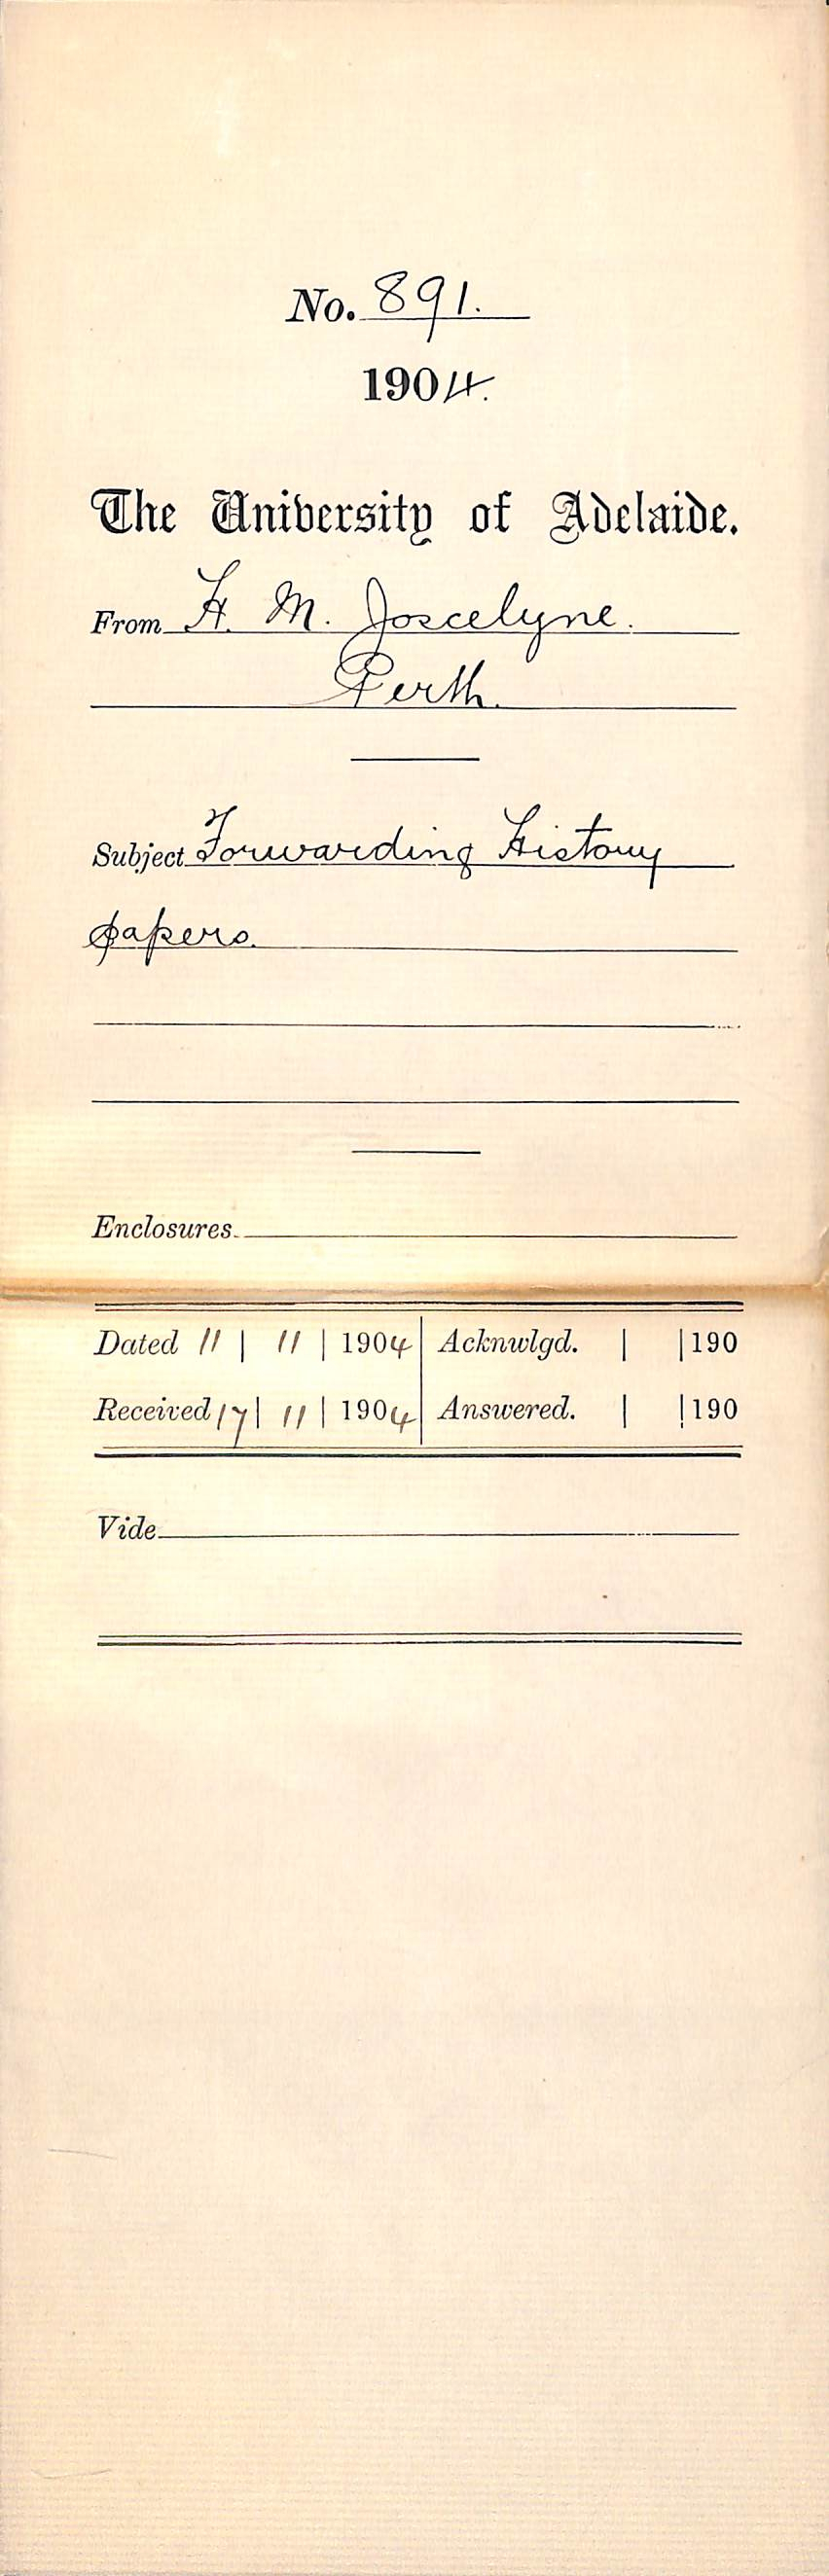 No. 891.
1904.
The University of Adelaide.
From H. M. Joscelyne.
Perth.
Subject Forwarding History
papers.
Enclosures
Dated 11 | 11 | 1904 Acknwlgd. | | 190
Received 17 | 11 | 1904 Answered. | | 190
Vide